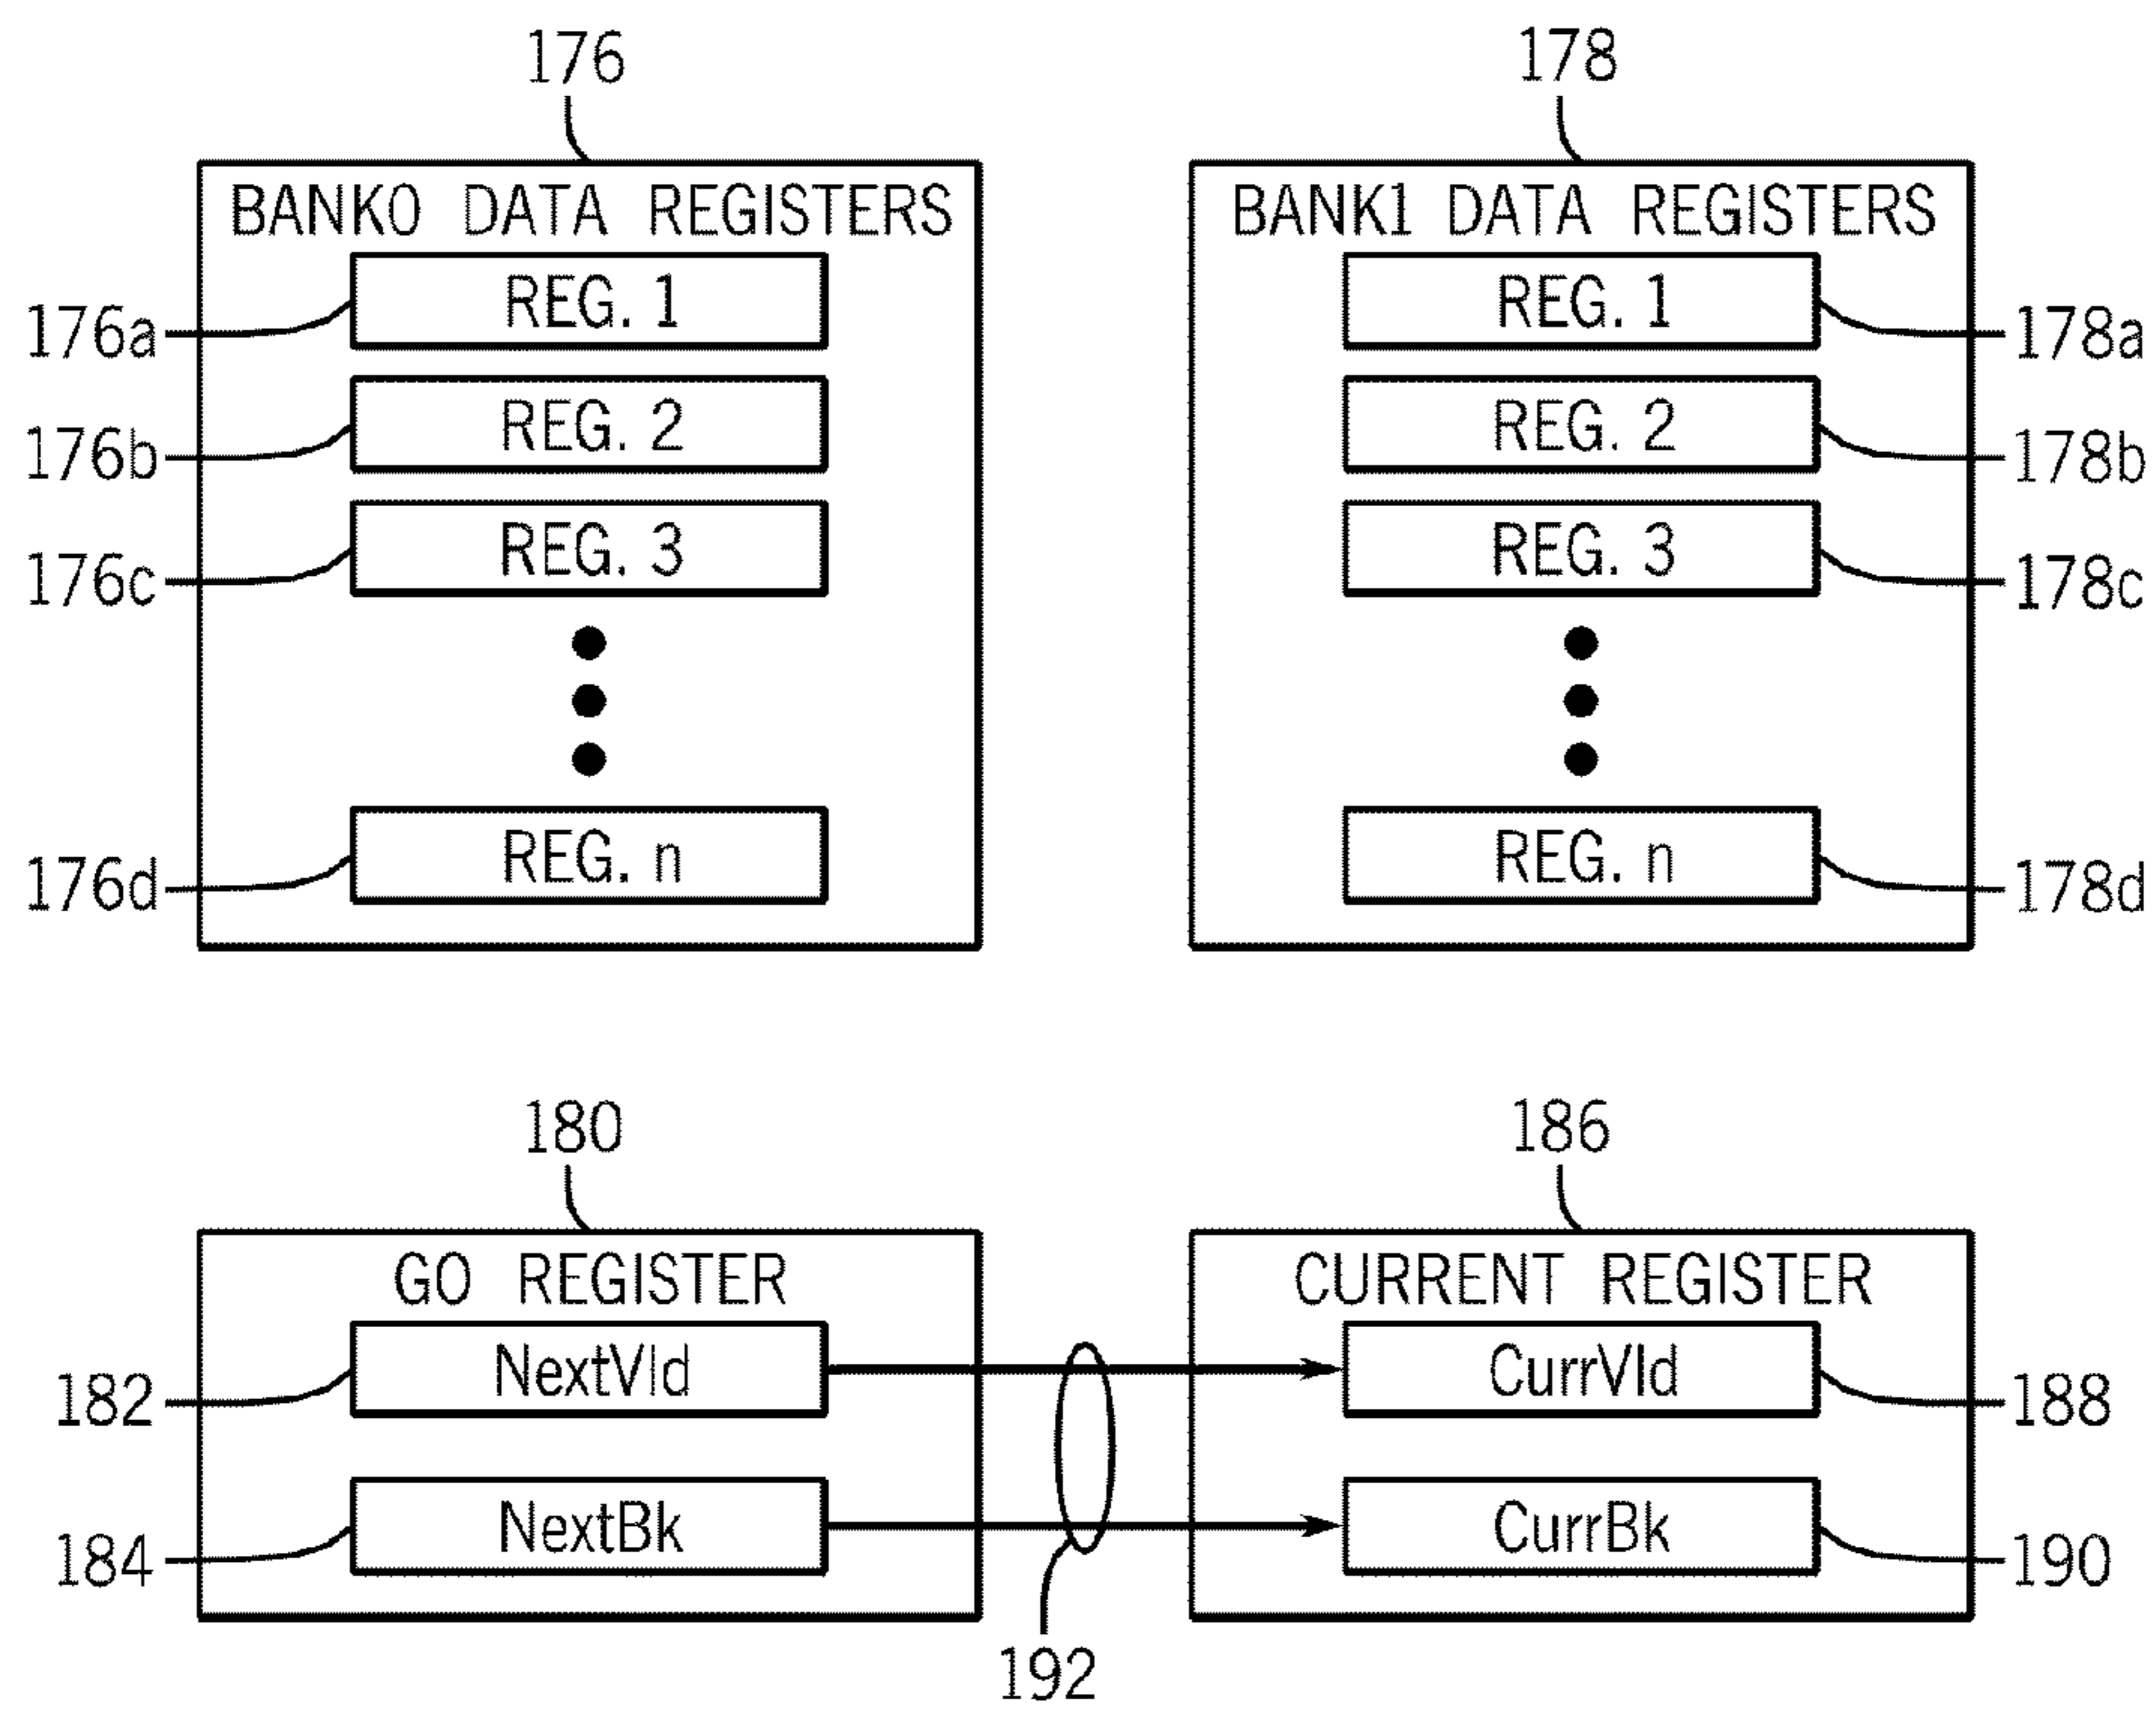 176
178
BANK0 DATA REGISTERS
BANK1 DATA REGISTERS
REG. 1
REG. 1
176a
178a
REG. 2
REG. 2
176b
178b
REG. 3
REG. 3
176c
178c
REG. n
REG. n
176d
178d
180
186
GO REGISTER
CURRENT REGISTER
NextVld
CurrVld
182
188
NextBk
CurrBk
184
190
192